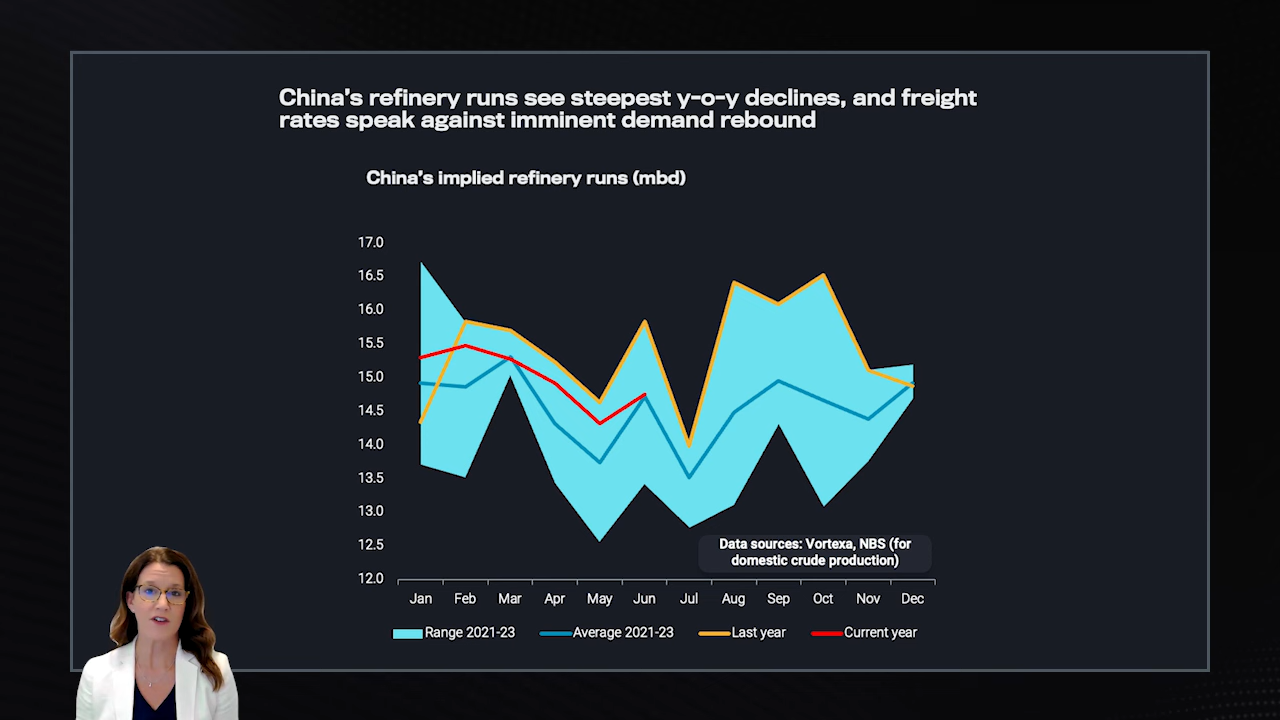 China's refinery runs see steepest y-o-y declines, and freight
rates speak against imminent demand rebound
China's implied refinery runs (mbd)
17.0
16.5
16.0
15.5
15.0
14.5
14.0
13.5
13.0
12.5
12.0
Data sources: Vortexa, NBS (for
domestic crude production)
Jan Feb Mar Apr May Jun Jul Aug Sep Oct Nov Dec
Range 2021-23 Average 2021-23 Last year Current year